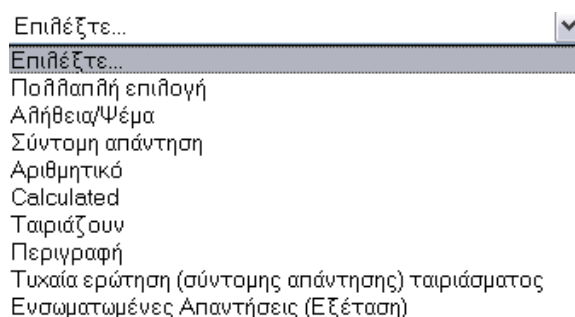 Επιλέξτε...
Επιλέξτε...
Πολλαπλή επιλογή
Αλήθεια/Ψέμα
Σύντομη απάντηση
Αριθμητικό
Calculated
Ταιριάζουν
Περιγραφή
Τυχαία ερώτηση (σύντομης απάντησης) ταιριάσματος
Ενσωματωμένες Απαντήσεις (Εξέταση)